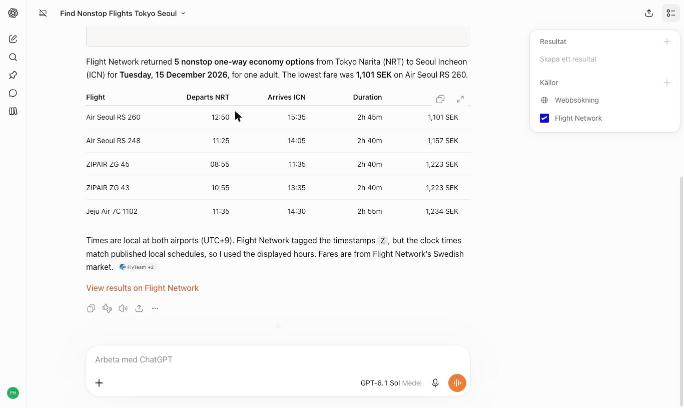 Find Nonstop Flights Tokyo Seoul
Resultat
Skapa ett resultat
Källor
Webbsökning
Flight Network
Flight Network returned 5 nonstop one-way economy options from Tokyo Narita (NRT) to Seoul Incheon
(ICN) for Tuesday, 15 December 2026, for one adult. The lowest fare was 1,101 SEK on Air Seoul RS 260.
Flight Departs NRT Arrives ICN Duration
Air Seoul RS 260 12:50 15:35 2h 45m 1,101 SEK
Air Seoul RS 248 11:25 14:05 2h 40m 1,157 SEK
ZIPAIR ZG 45 08:55 11:35 2h 40m 1,223 SEK
ZIPAIR ZG 43 10:55 13:35 2h 40m 1,223 SEK
Jeju Air 7C 1102 11:35 14:30 2h 55m 1,234 SEK
Times are local at both airports (UTC+9). Flight Network tagged the timestamps Z, but the clock times
match published local schedules, so I used the displayed hours. Fares are from Flight Network's Swedish
market. FlyTeam
View results on Flight Network
Arbeta med ChatGPT
Medel